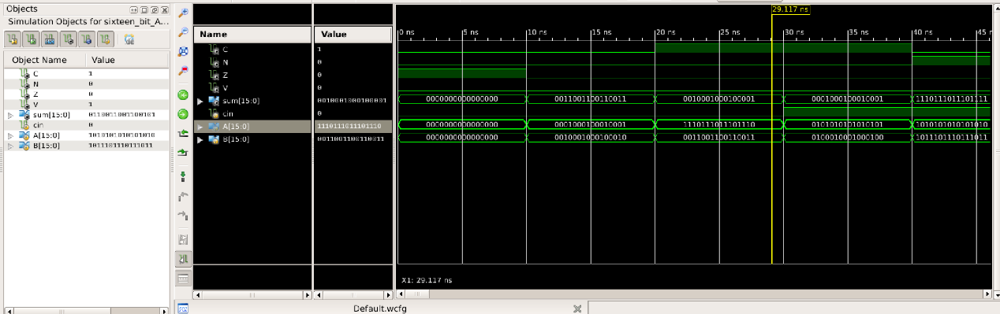 Objects
Simulation Objects for sixteen_bit_A...
Object Name Value
C 1
N 0
Z 0
V 1
sum[15:0] 0110011001100101
cin 0
A[15:0] 1010101010101010
B[15:0] 1011101110111011
Name Value
C 1
N 0
Z 0
V 0
sum[15:0] 0010001000100001
cin 0
A[15:0] 1110111011101110
B[15:0] 0011001100110011
29.117 ns
0 ns 5 ns 10 ns 15 ns 20 ns 25 ns 30 ns 35 ns 40 ns 45 n
0000000000000000 0011001100110011 0010001000100001 0001000100010001 1110111011101111
0000000000000000 0001000100010001 1110111011101110 0101010101010101 1010101010101010
0000000000000000 0010001000100010 0011001100110011 0100010001000100 1011101110111011
X1: 29.117 ns
Default.wcfg